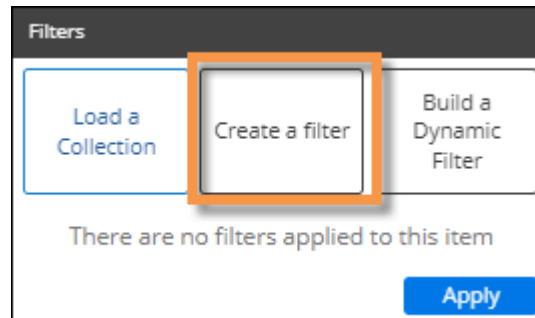 Filters
Load a
Collection
Create a filter
Build a
Dynamic
Filter
There are no filters applied to this item
Apply